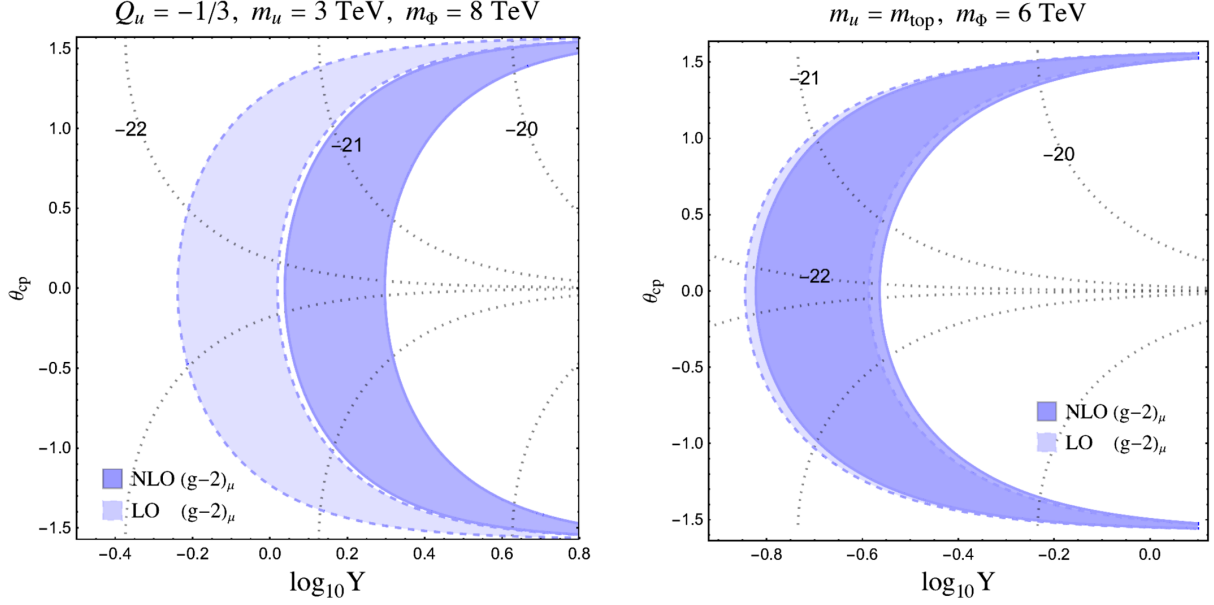 Q_u = −1/3, m_u = 3 TeV, m_Φ = 8 TeV
1.5
1.0
0.5
0.0
−0.5
−1.0
−1.5
θ_cp
−22
−21
−20
NLO (g−2)_μ
LO (g−2)_μ
−0.4 −0.2 0.0 0.2 0.4 0.6 0.8
log₁₀ Y
m_u = m_top, m_Φ = 6 TeV
1.5
1.0
0.5
0.0
−0.5
−1.0
−1.5
θ_cp
−21
−20
−22
NLO (g−2)_μ
LO (g−2)_μ
−0.8 −0.6 −0.4 −0.2 0.0
log₁₀ Y